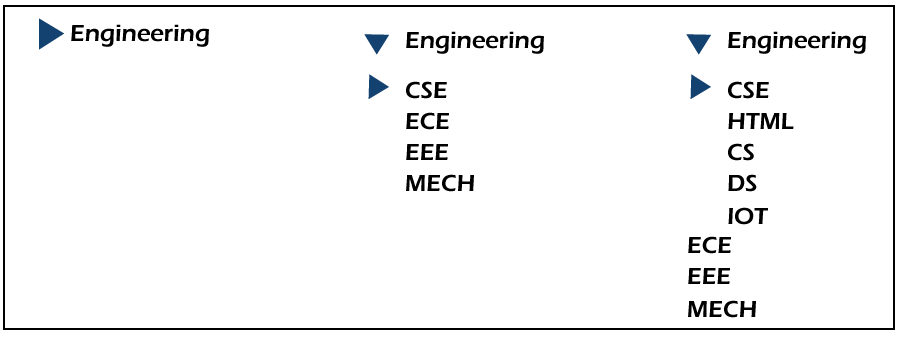 Engineering
Engineering
CSE
ECE
EEE
MECH
Engineering
CSE
HTML
CS
DS
IOT
ECE
EEE
MECH